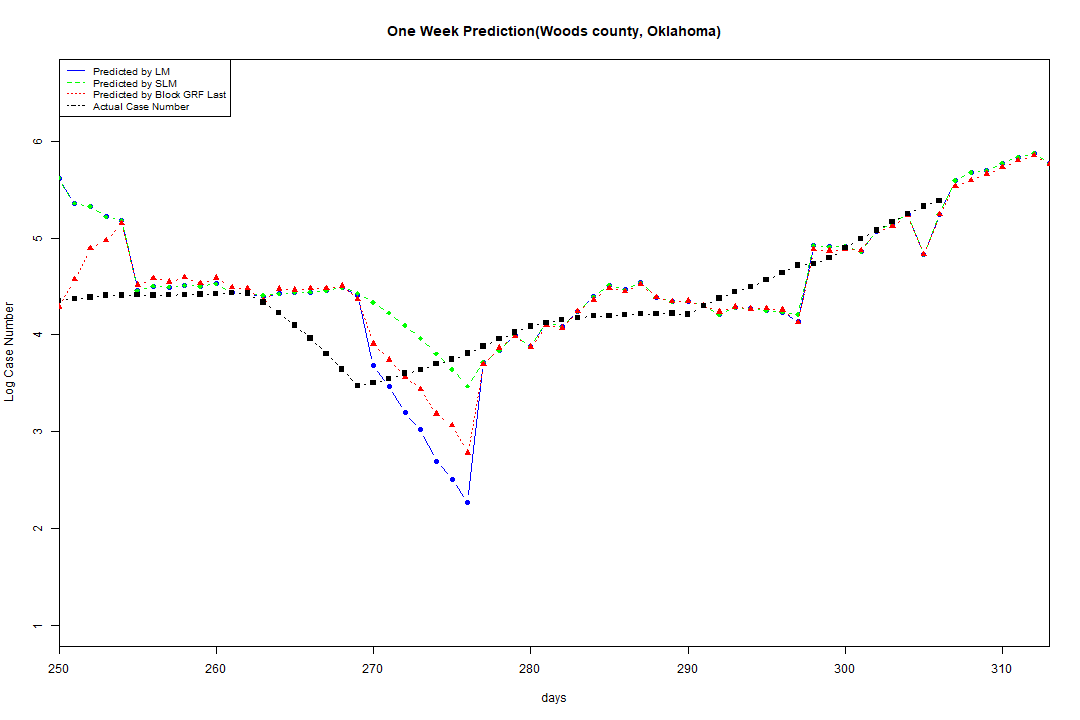 One Week Prediction(Woods county, Oklahoma)
Predicted by LM
Predicted by SLM
Predicted by Block GRF Last
Actual Case Number
6
5
4
3
2
1
Log Case Number
250 260 270 280 290 300 310
days